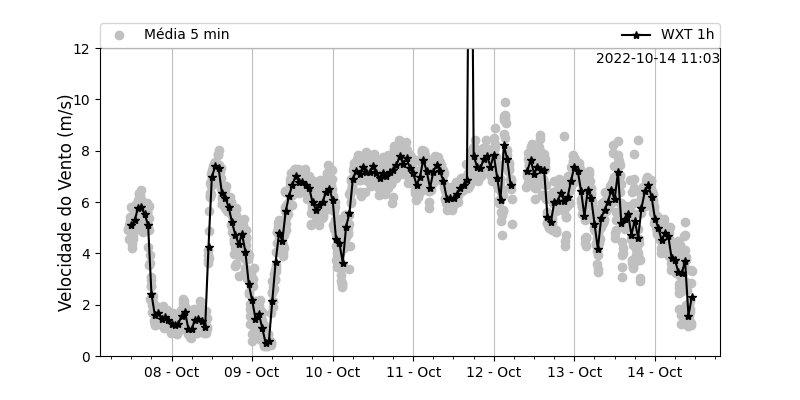 Média 5 min
WXT 1h
2022-10-14 11:03
Velocidade do Vento (m/s)
12
10
8
6
4
2
0
08 - Oct
09 - Oct
10 - Oct
11 - Oct
12 - Oct
13 - Oct
14 - Oct